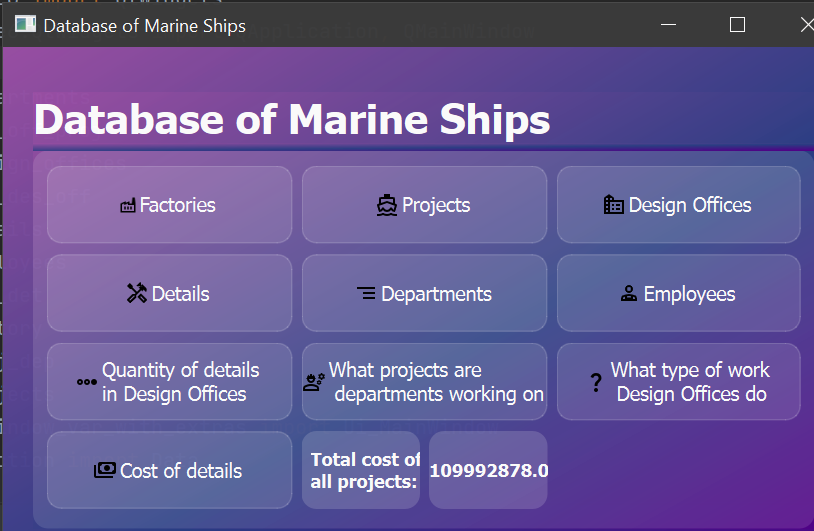 Database of Marine Ships
Database of Marine Ships
Factories
Projects
Design Offices
Details
Departments
Employees
Quantity of details
in Design Offices
What projects are
departments working on
What type of work
Design Offices do
Cost of details
Total cost of
all projects:
109992878.0